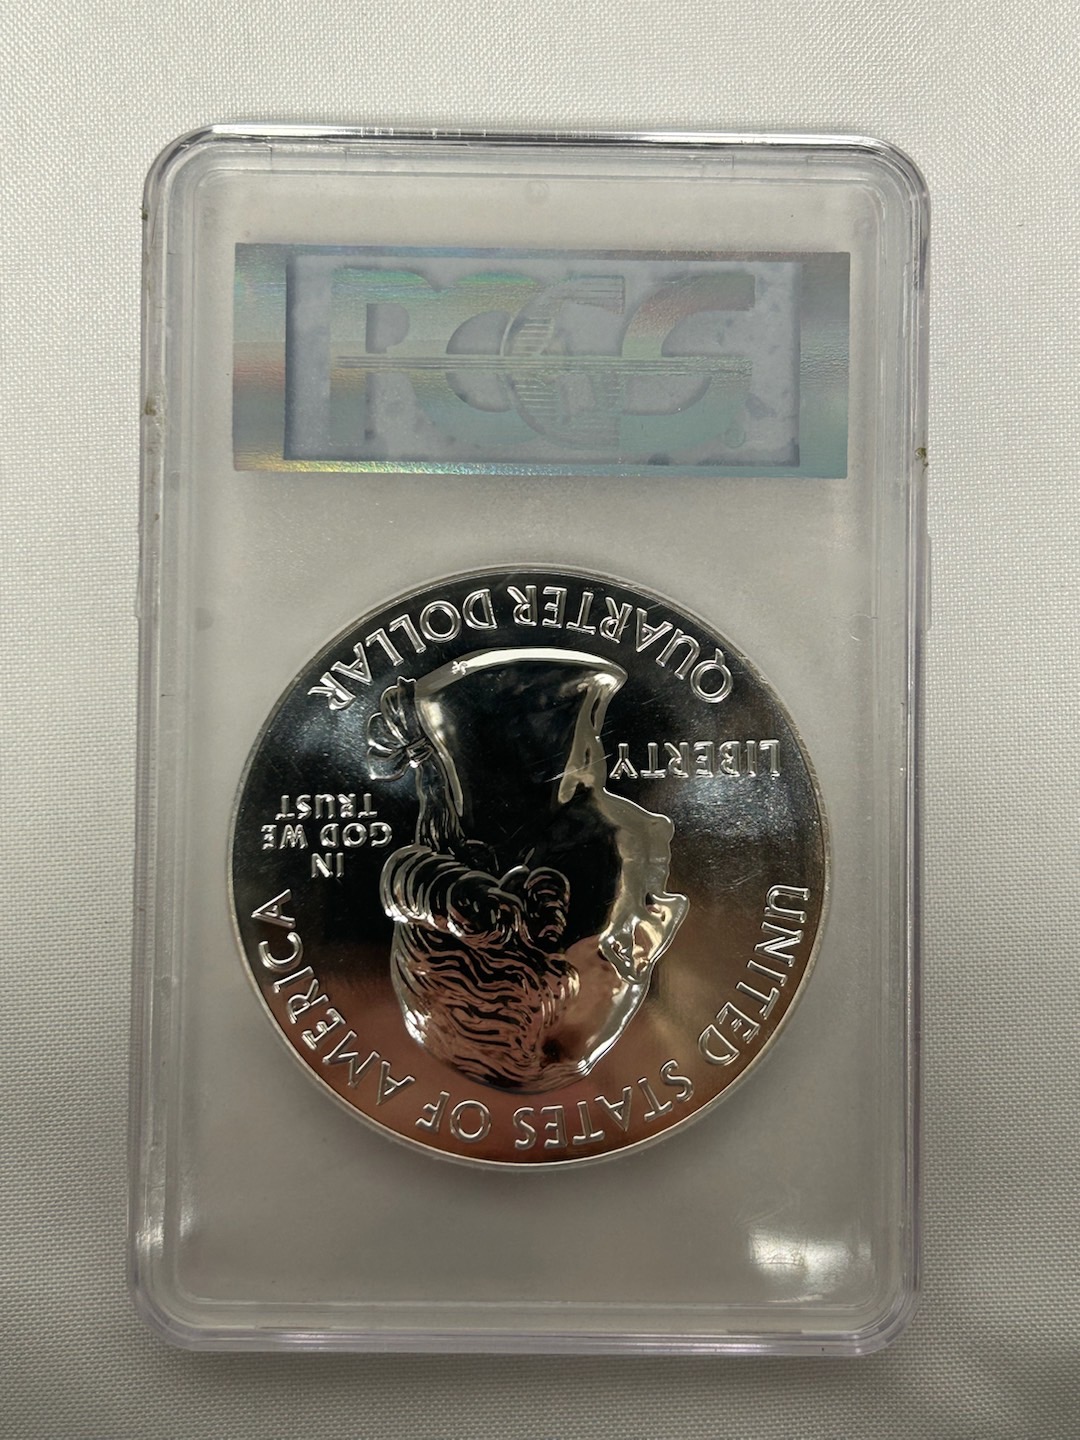 PCGS
UNITED STATES OF AMERICA
LIBERTY
IN
GOD WE
TRUST
QUARTER DOLLAR